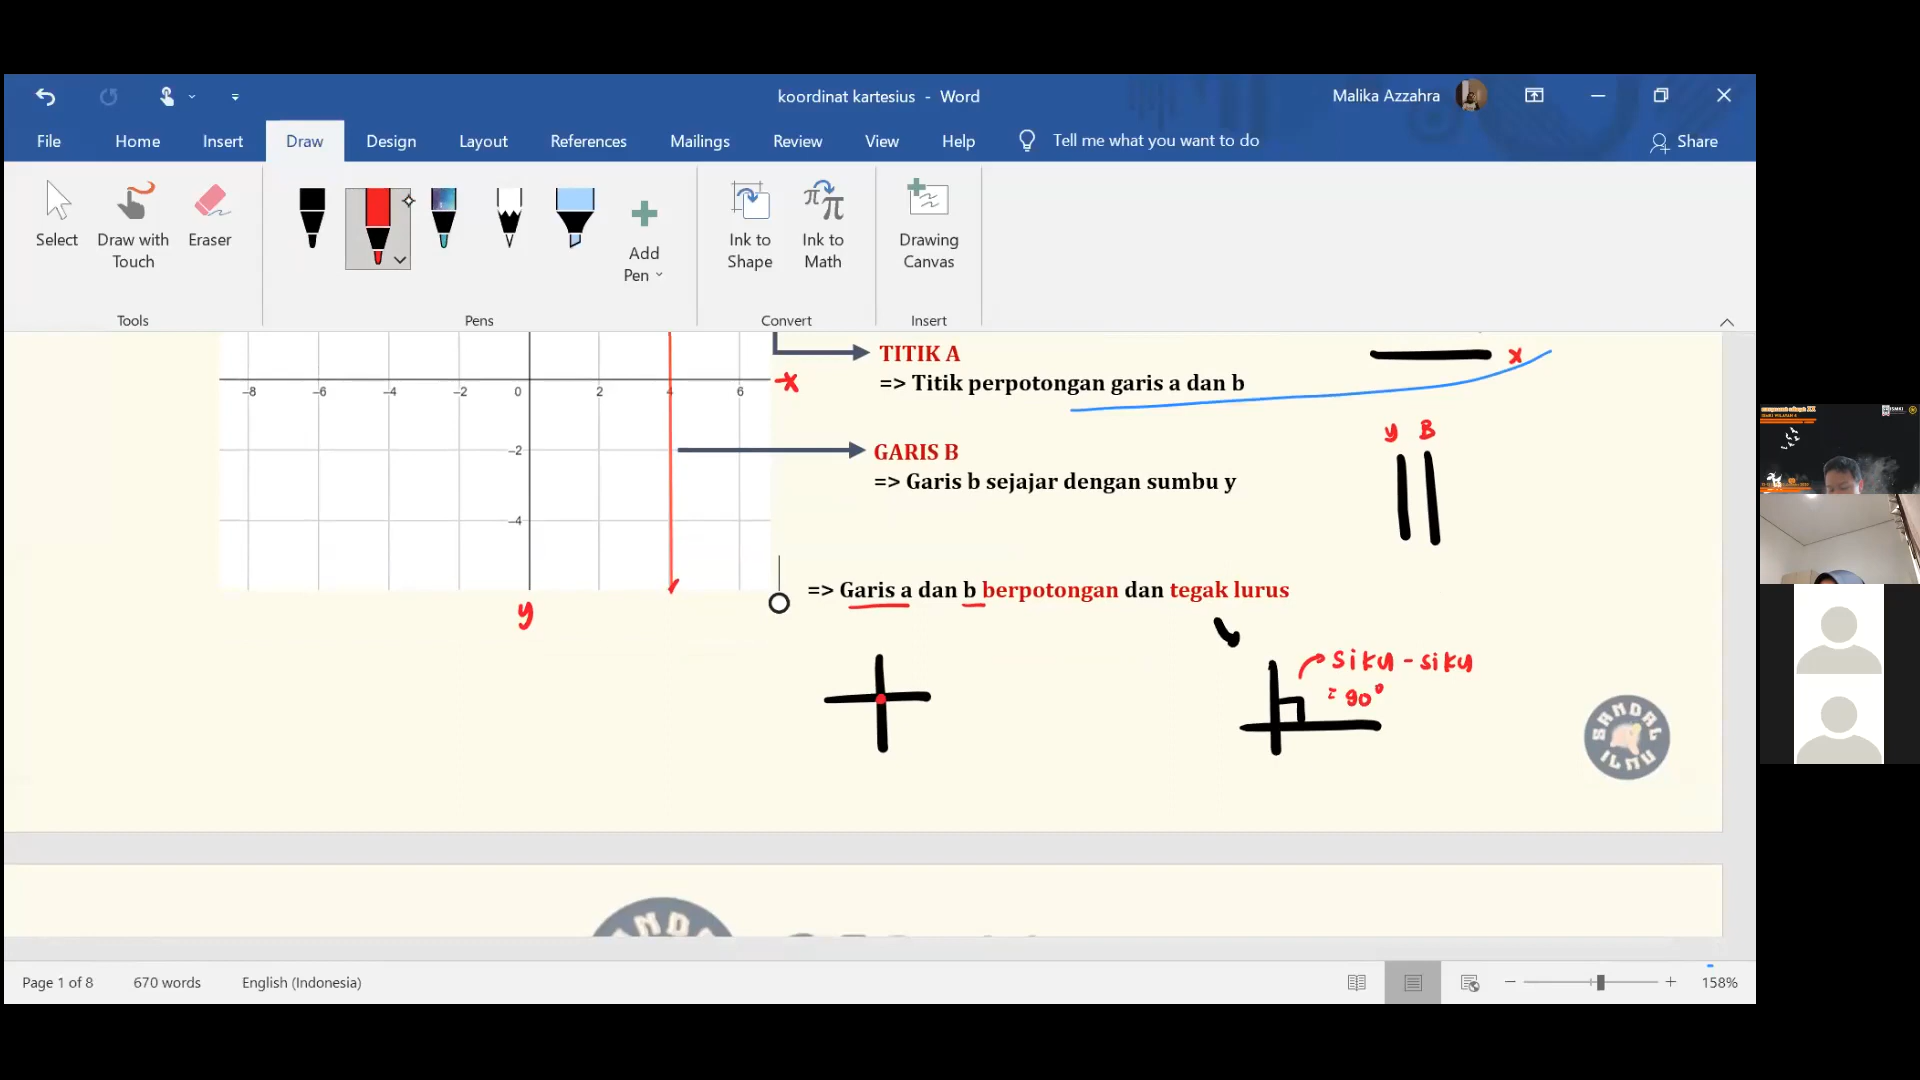 koordinat kartesius - Word
Malika Azzahra
File Home Insert Draw Design Layout References Mailings Review View Help Tell me what you want to do Share
Select
Draw with Touch
Eraser
Add Pen
Ink to Shape
Ink to Math
Drawing Canvas
Tools Pens Convert Insert
TITIK A
=> Titik perpotongan garis a dan b
x
x
-8 -6 -4 -2 0 2 4 6
y B
-2
GARIS B
=> Garis b sejajar dengan sumbu y
-4
=> Garis a dan b berpotongan dan tegak lurus
y
siku - siku
= 90°
SANDAL ILMU
Page 1 of 8 670 words English (Indonesia) 158%